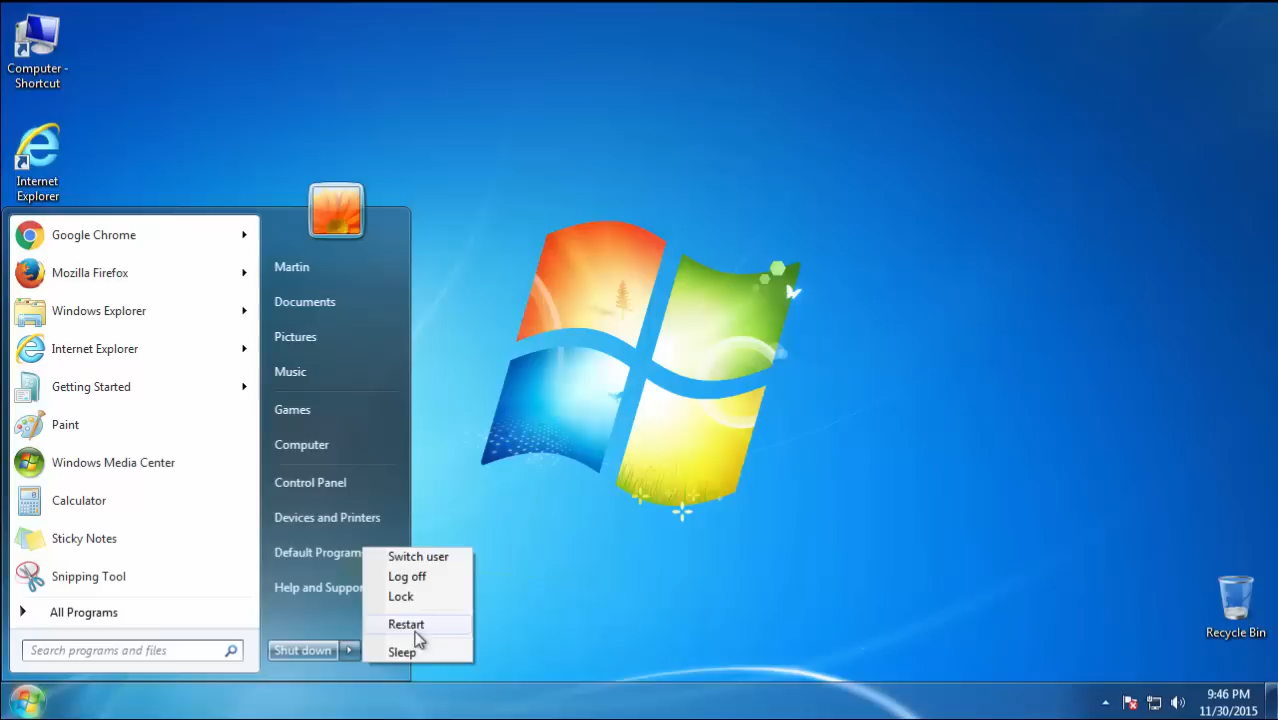 Computer -
Shortcut
Internet
Explorer
Google Chrome
Mozilla Firefox
Windows Explorer
Internet Explorer
Getting Started
Paint
Windows Media Center
Calculator
Sticky Notes
Snipping Tool
All Programs
Search programs and files
Martin
Documents
Pictures
Music
Games
Computer
Control Panel
Devices and Printers
Default Program
Help and Suppor
Shut down
Switch user
Log off
Lock
Restart
Sleep
Recycle Bin
9:46 PM
11/30/2015